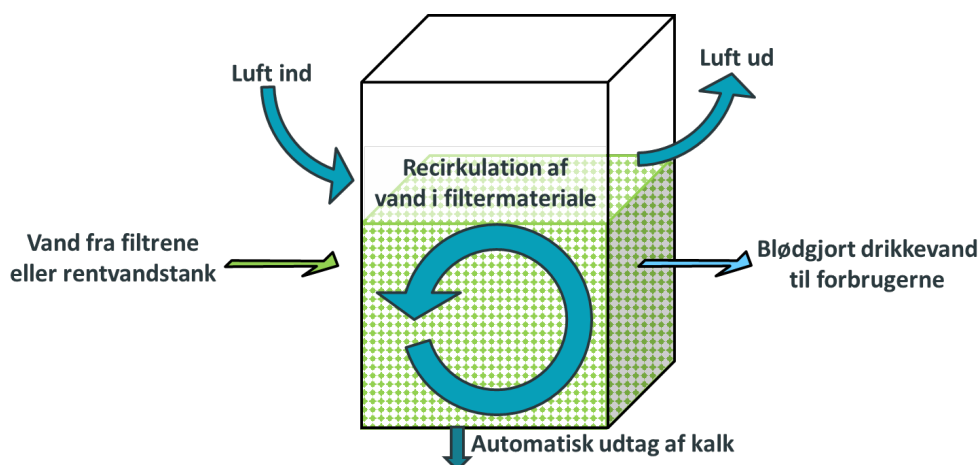 Luft ind
Luft ud
Recirkulation af
vand i filtermateriale
Vand fra filtrene
eller rentvandstank
Blødgjort drikkevand
til forbrugerne
Automatisk udtag af kalk